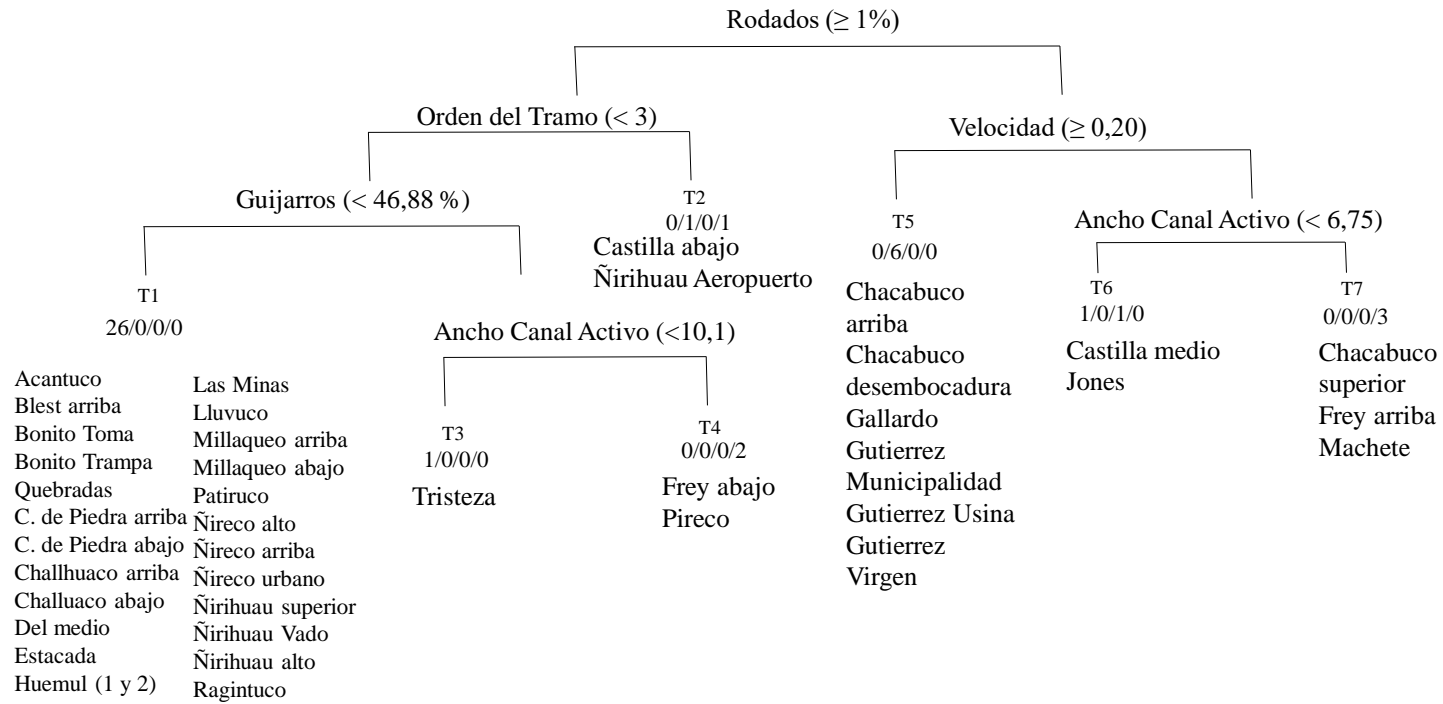 Rodados (≥ 1%)
Orden del Tramo (< 3)
Velocidad (≥ 0,20)
Guijarros (< 46,88 %)
T2
0/1/0/1
Castilla abajo
Ñirihuau Aeropuerto
T5
0/6/0/0
Chacabuco
arriba
Chacabuco
desembocadura
Gallardo
Gutierrez
Municipalidad
Gutierrez Usina
Gutierrez
Virgen
Ancho Canal Activo (< 6,75)
T6
1/0/1/0
Castilla medio
Jones
T7
0/0/0/3
Chacabuco
superior
Frey arriba
Machete
T1
26/0/0/0
Acantuco
Blest arriba
Bonito Toma
Bonito Trampa
Quebradas
C. de Piedra arriba
C. de Piedra abajo
Challhuaco arriba
Challuaco abajo
Del medio
Estacada
Huemul (1 y 2)
Las Minas
Lluvuco
Millaqueo arriba
Millaqueo abajo
Patiruco
Ñireco alto
Ñireco arriba
Ñireco urbano
Ñirihuau superior
Ñirihuau Vado
Ñirihuau alto
Ragintuco
Ancho Canal Activo (<10,1)
T3
1/0/0/0
Tristeza
T4
0/0/0/2
Frey abajo
Pireco